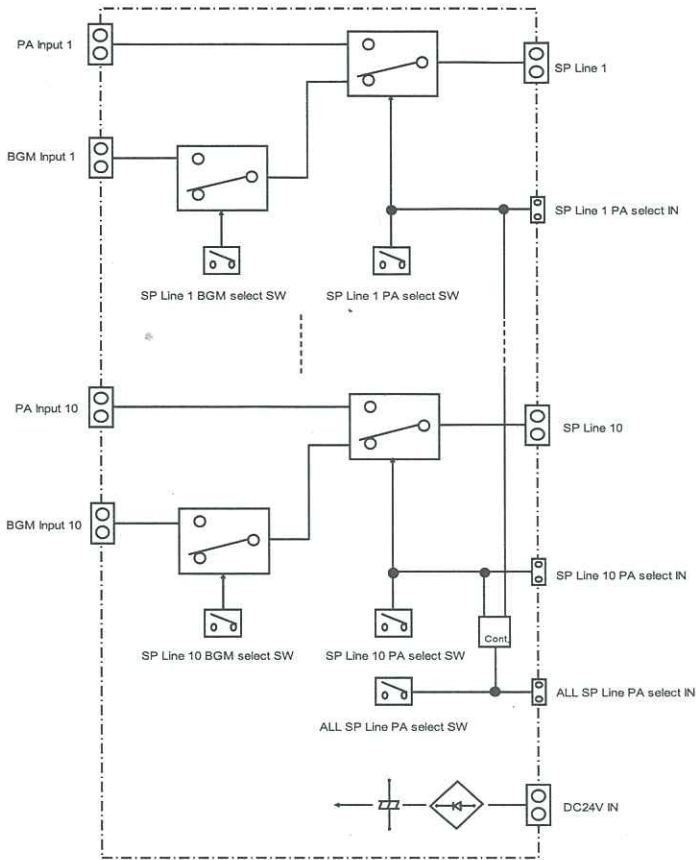 PA Input 1
SP Line 1
BGM Input 1
SP Line 1 PA select IN
SP Line 1 BGM select SW
SP Line 1 PA select SW
PA Input 10
SP Line 10
BGM Input 10
SP Line 10 PA select IN
Cont.
SP Line 10 BGM select SW
SP Line 10 PA select SW
ALL SP Line PA select IN
ALL SP Line PA select SW
DC24V IN